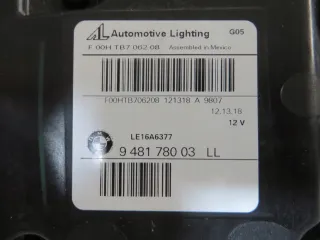 AL Automotive Lighting G05
F 00H TB7 062 08 Assembled in Mexico
F00HTB706208 121318 A 9807
12.13.18
12 V
LE16A6377
9 481 780 03 LL